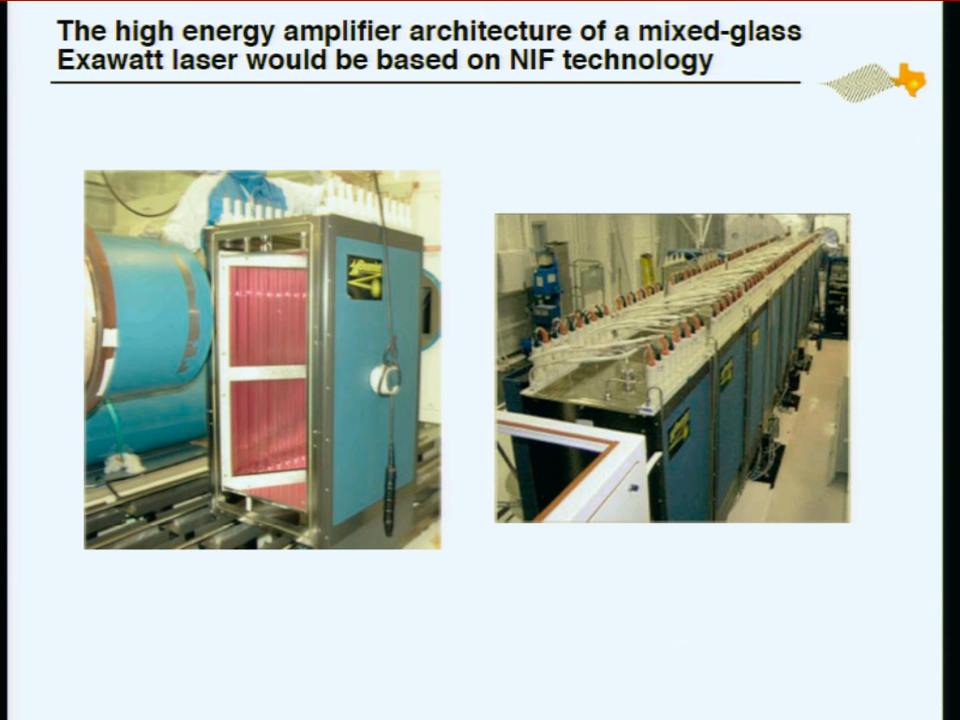 The high energy amplifier architecture of a mixed-glass
Exawatt laser would be based on NIF technology